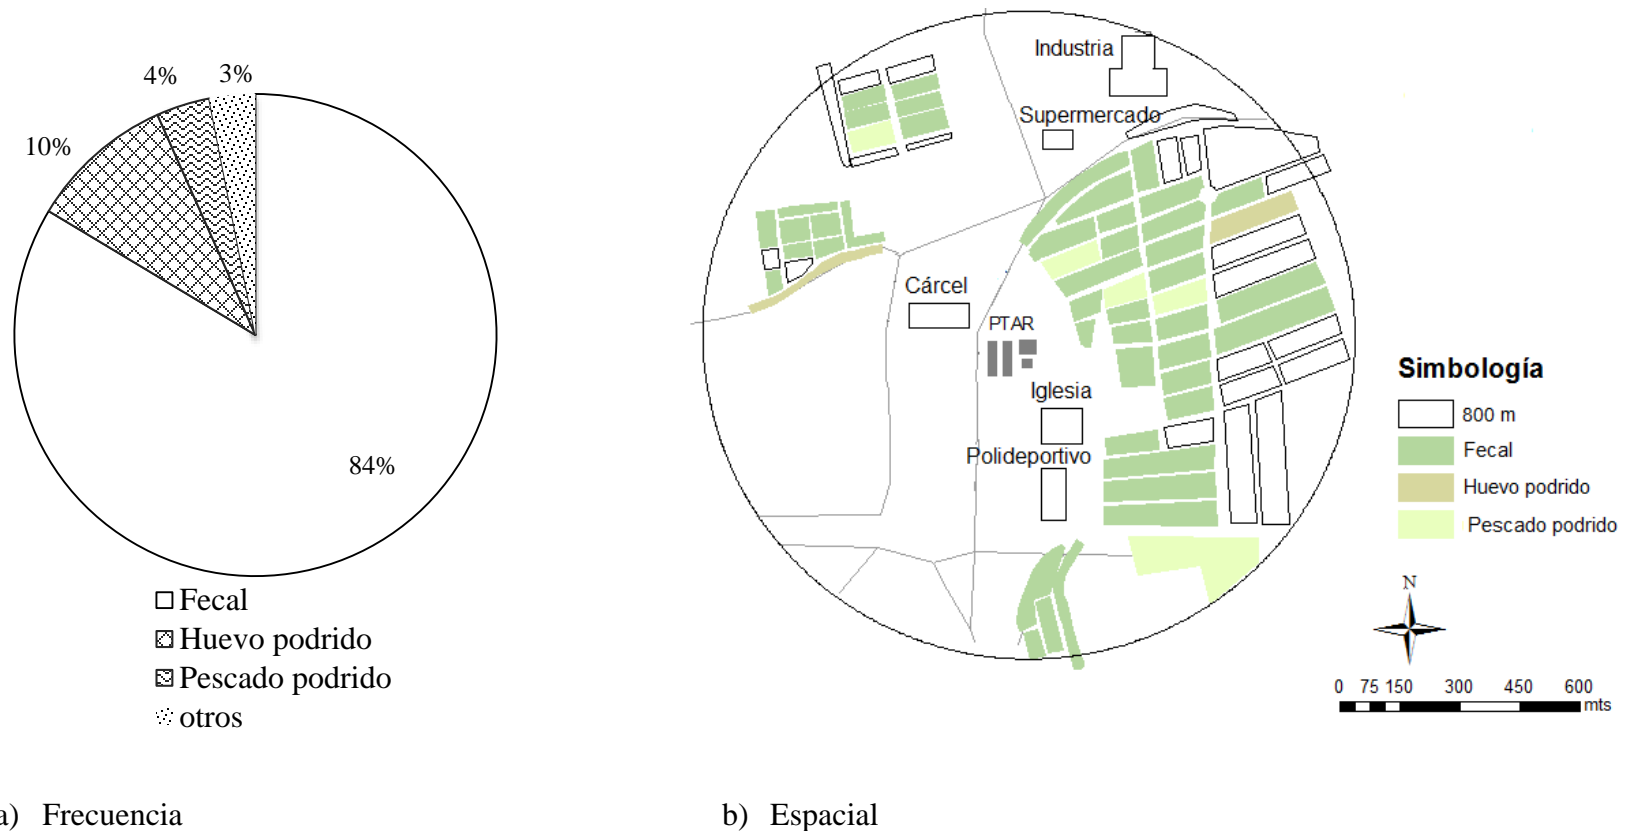 3%
4%
10%
84%
Fecal
Huevo podrido
Pescado podrido
otros
a) Frecuencia
Industria
Supermercado
Cárcel
PTAR
Iglesia
Polideportivo
Simbología
800 m
Fecal
Huevo podrido
Pescado podrido
N
0 75 150 300 450 600
mts
b) Espacial